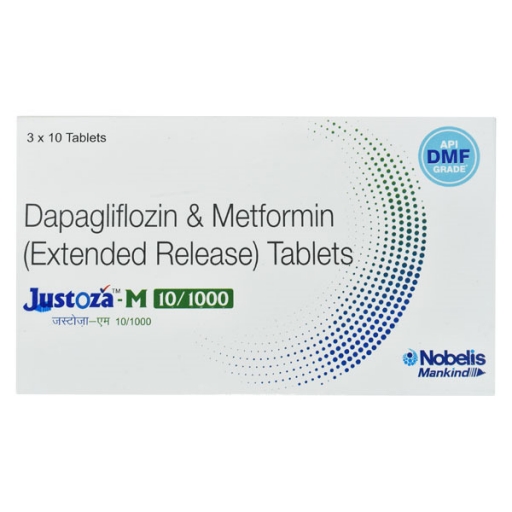 3 x 10 Tablets
API
DMF
GRADE
Dapagliflozin & Metformin
(Extended Release) Tablets
Justoza™-M 10/1000
जस्टोज़ा-एम 10/1000
Nobelis
Mankind